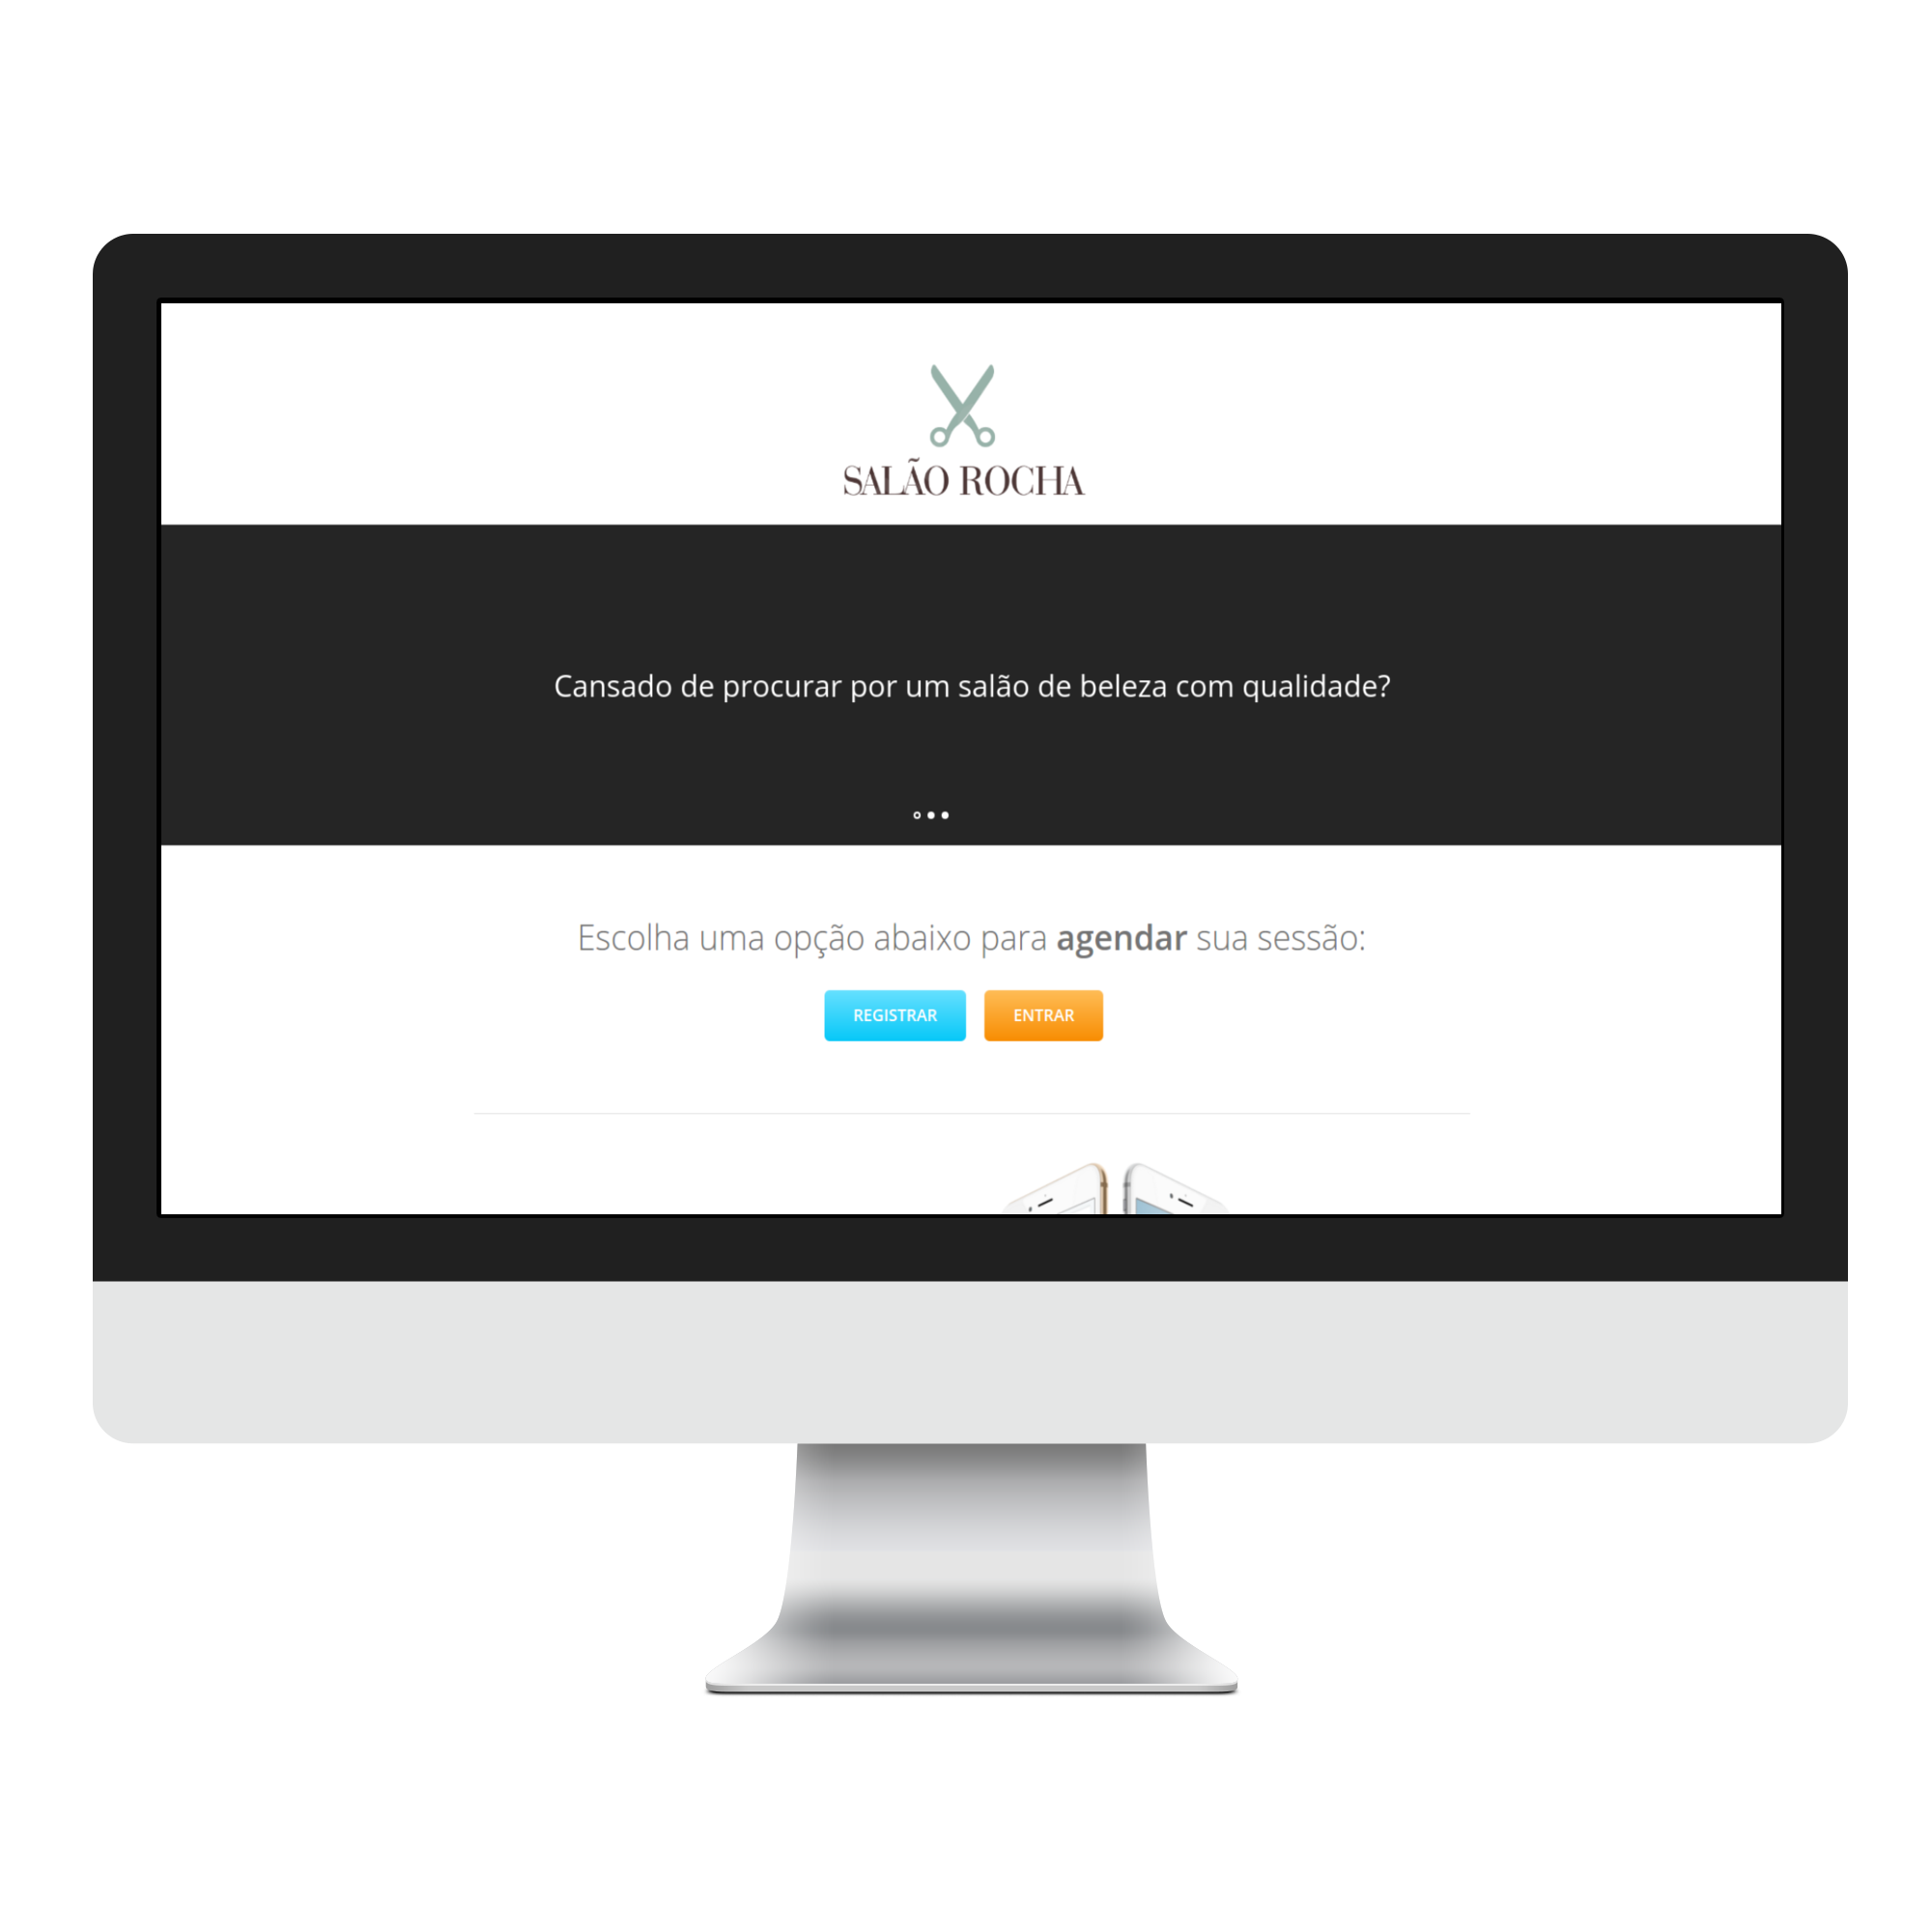 SALÃO ROCHA
Cansado de procurar por um salão de beleza com qualidade?
Escolha uma opção abaixo para agendar sua sessão:
REGISTRAR
ENTRAR